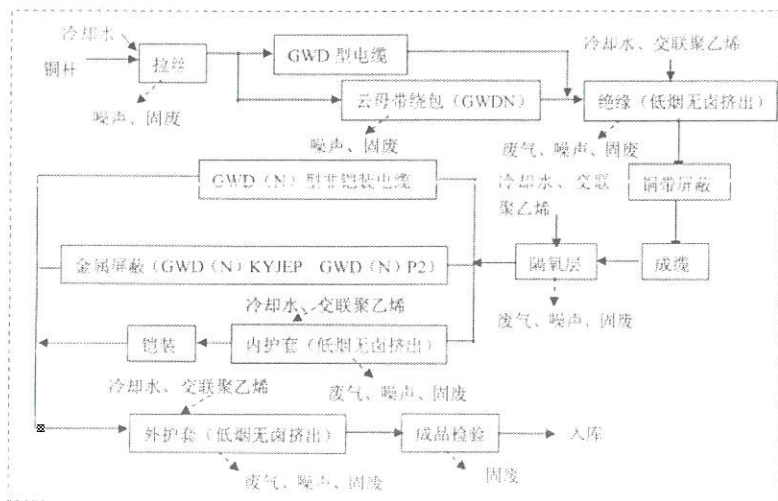 冷却水
铜杆
拉丝
噪声、固废
GWD 型电缆
云母带绕包（GWDN）
噪声、固废
冷却水、交联聚乙烯
绝缘（低烟无卤挤出）
废气、噪声、固废
铜带屏蔽
GWD（N）型非铠装电缆
冷却水、交联
聚乙烯
金属屏蔽（GWD（N）KYJEP GWD（N）P2）
隔氧层
成缆
废气、噪声、固废
冷却水、交联聚乙烯
铠装
内护套（低烟无卤挤出）
废气、噪声、固废
冷却水、交联聚乙烯
外护套（低烟无卤挤出）
成品检验
入库
废气、噪声、固废
固废